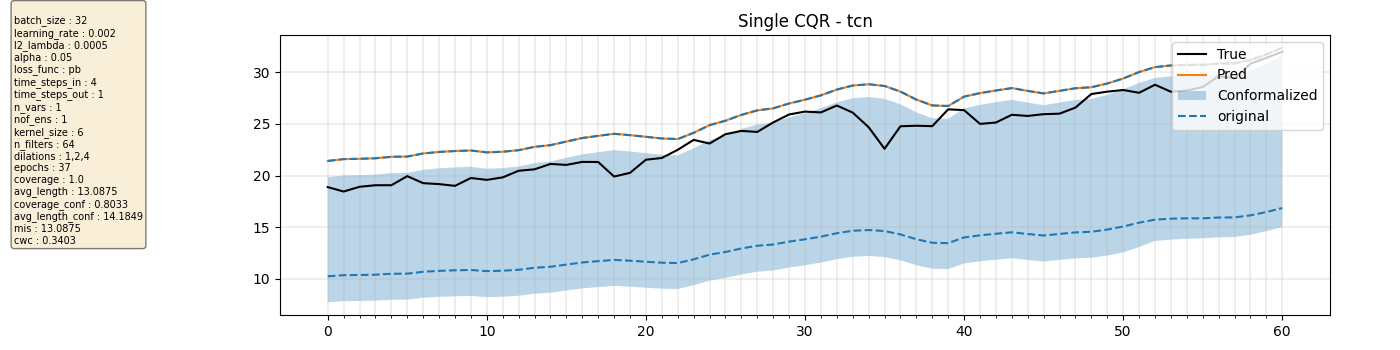 batch_size : 32
learning_rate : 0.002
l2_lambda : 0.0005
alpha : 0.05
loss_func : pb
time_steps_in : 4
time_steps_out : 1
n_vars : 1
nof_ens : 1
kernel_size : 6
n_filters : 64
dilations : 1,2,4
epochs : 37
coverage : 1.0
avg_length : 13.0875
coverage_conf : 0.8033
avg_length_conf : 14.1849
mis : 13.0875
cwc : 0.3403
Single CQR - tcn
True
Pred
Conformalized
original
30
25
20
15
10
0 10 20 30 40 50 60